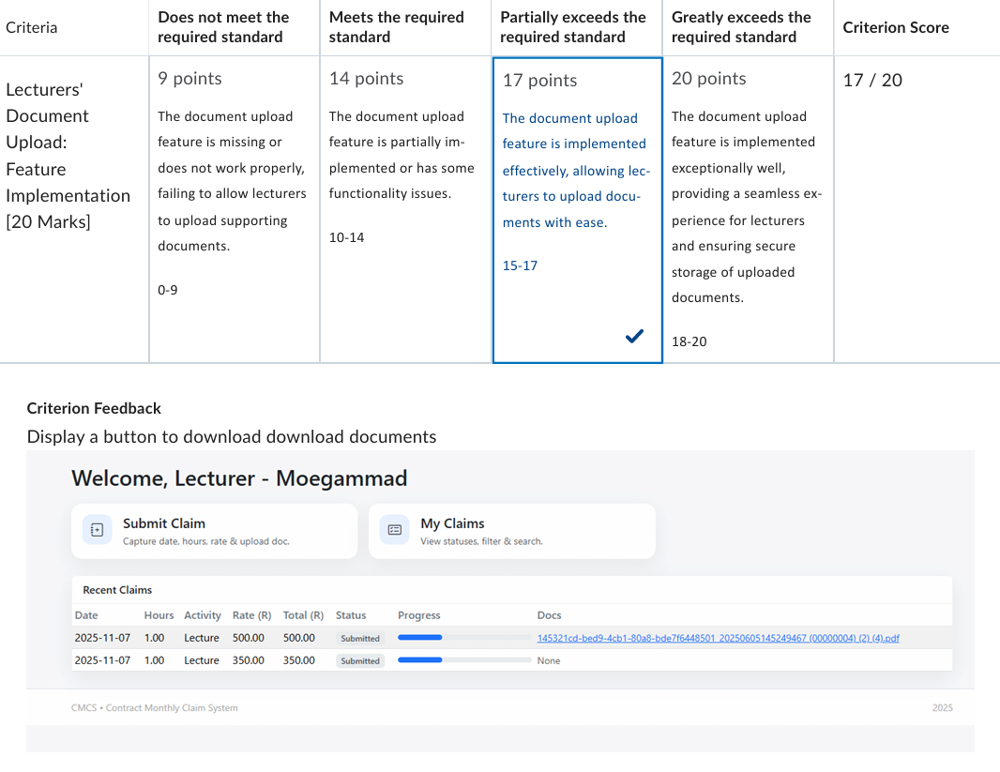 Criteria
Does not meet the
required standard
Meets the required
standard
Partially exceeds the
required standard
Greatly exceeds the
required standard
Criterion Score
Lecturers'
Document
Upload:
Feature
Implementation
[20 Marks]
9 points
The document upload
feature is missing or
does not work properly,
failing to allow lecturers
to upload supporting
documents.
0-9
14 points
The document upload
feature is partially im-
plemented or has some
functionality issues.
10-14
17 points
The document upload
feature is implemented
effectively, allowing lec-
turers to upload docu-
ments with ease.
15-17
20 points
The document upload
feature is implemented
exceptionally well,
providing a seamless ex-
perience for lecturers
and ensuring secure
storage of uploaded
documents.
18-20
17 / 20
Criterion Feedback
Display a button to download download documents
Welcome, Lecturer - Moegammad
Submit Claim
Capture date, hours, rate & upload doc.
My Claims
View statuses, filter & search.
Recent Claims
Date Hours Activity Rate (R) Total (R) Status Progress Docs
2025-11-07 1.00 Lecture 500.00 500.00 Submitted 145321cd-bed9-4cb1-80a8-bde7f6448501_20250605145249467 (00000004) (2) (4).pdf
2025-11-07 1.00 Lecture 350.00 350.00 Submitted None
CMCS • Contract Monthly Claim System 2025